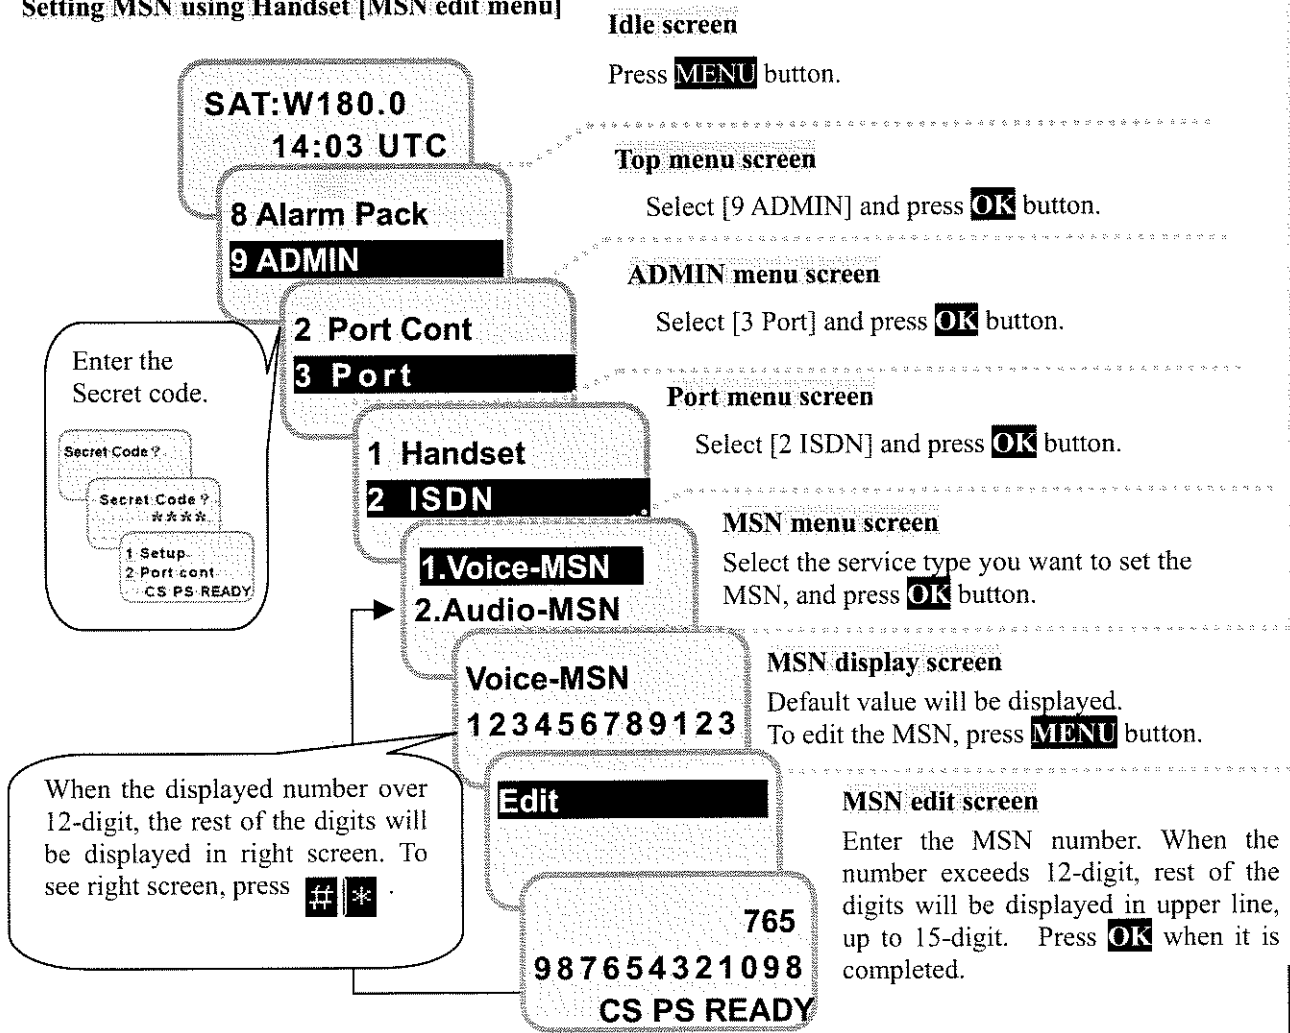 Setting MSN using Handset [MSN edit menu]
Idle screen
Press MENU button.
SAT:W180.0
14:03 UTC
Top menu screen
Select [9 ADMIN] and press OK button.
8 Alarm Pack
9 ADMIN
ADMIN menu screen
Select [3 Port] and press OK button.
2 Port Cont
3 Port
Enter the
Secret code.
Secret Code ?
Secret Code ?
****
1 Setup
2 Port cont
CS PS READY
Port menu screen
Select [2 ISDN] and press OK button.
1 Handset
2 ISDN
MSN menu screen
Select the service type you want to set the
MSN, and press OK button.
1.Voice-MSN
2.Audio-MSN
MSN display screen
Default value will be displayed.
To edit the MSN, press MENU button.
Voice-MSN
123456789123
When the displayed number over
12-digit, the rest of the digits will
be displayed in right screen. To
see right screen, press # * .
Edit
MSN edit screen
Enter the MSN number. When the
number exceeds 12-digit, rest of the
digits will be displayed in upper line,
up to 15-digit. Press OK when it is
completed.
765
987654321098
CS PS READY